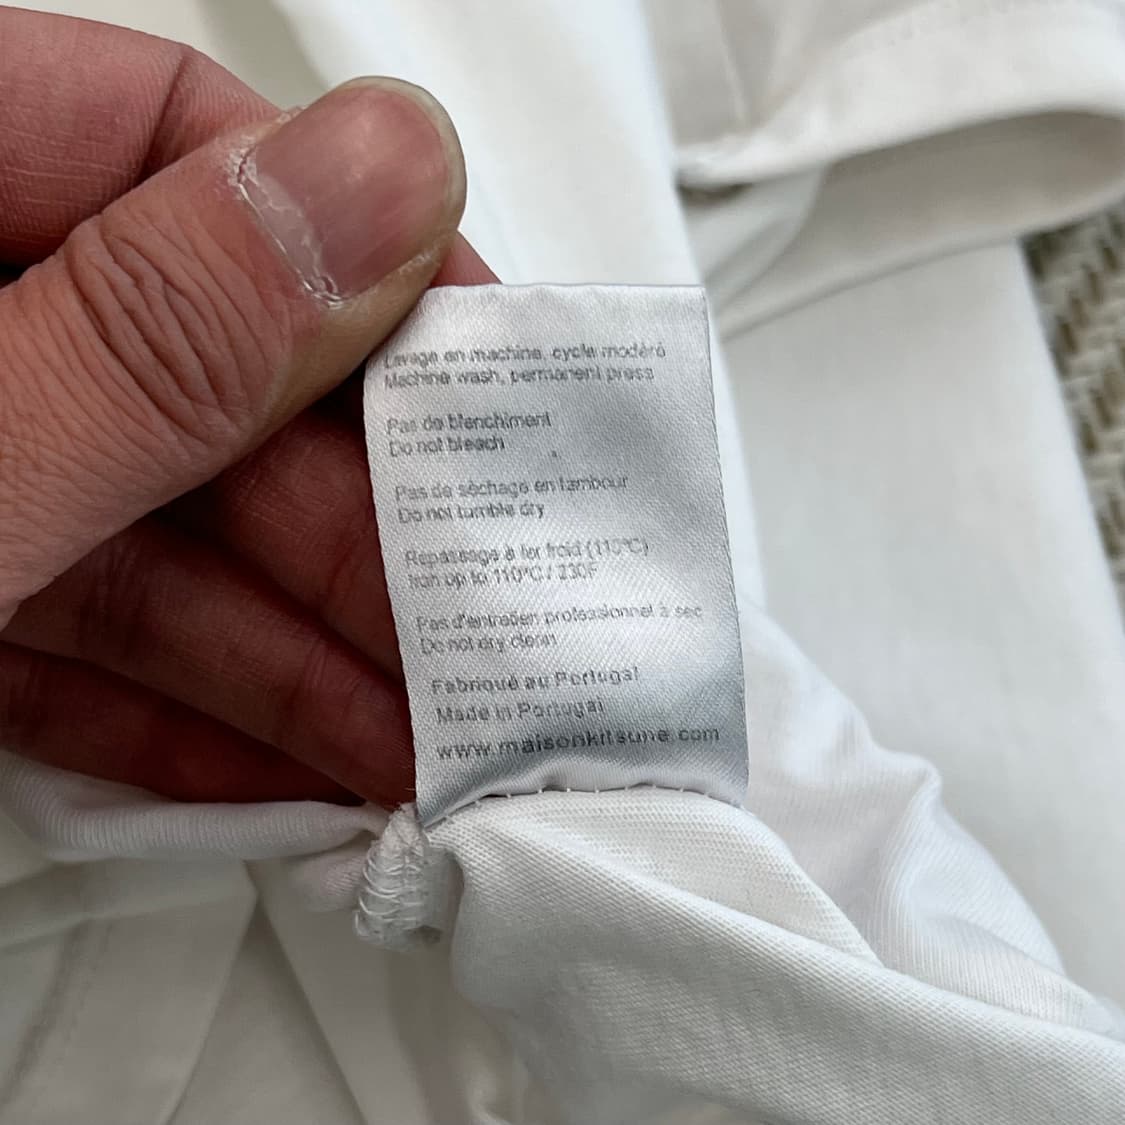 Lavage en machine, cycle modéré
Machine wash, permanent press
Pas de blanchiment
Do not bleach
Pas de séchage en tambour
Do not tumble dry
Repassage à fer froid (110°C)
Iron up to 110°C / 230F
Pas d'entretien professionnel à sec
Do not dry clean
Fabriqué au Portugal
Made in Portugal
www.maisonkitsune.com